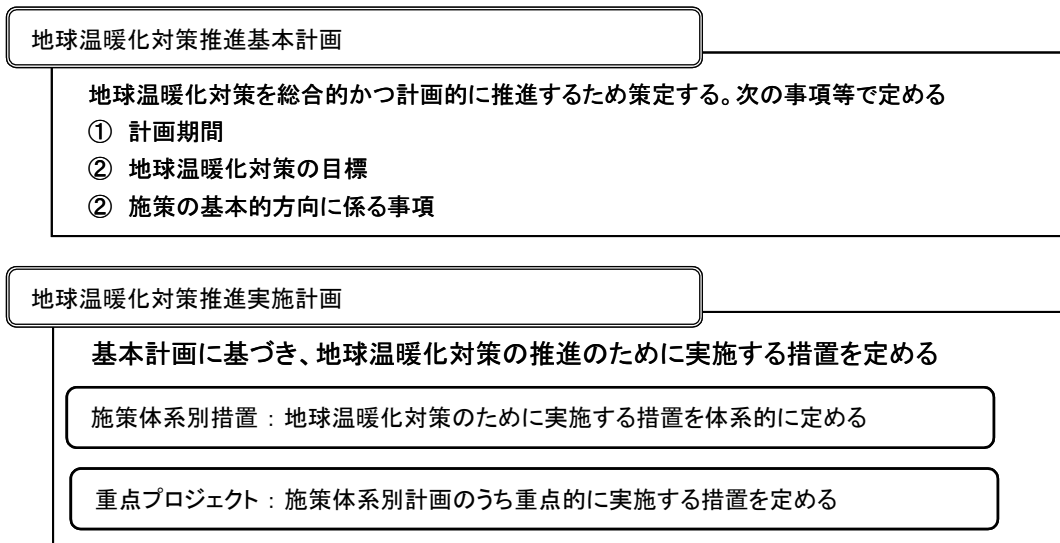 地球温暖化対策推進基本計画
地球温暖化対策を総合的かつ計画的に推進するため策定する。次の事項等で定める
① 計画期間
② 地球温暖化対策の目標
② 施策の基本的方向に係る事項
地球温暖化対策推進実施計画
基本計画に基づき、地球温暖化対策の推進のために実施する措置を定める
施策体系別措置 : 地球温暖化対策のために実施する措置を体系的に定める
重点プロジェクト : 施策体系別計画のうち重点的に実施する措置を定める